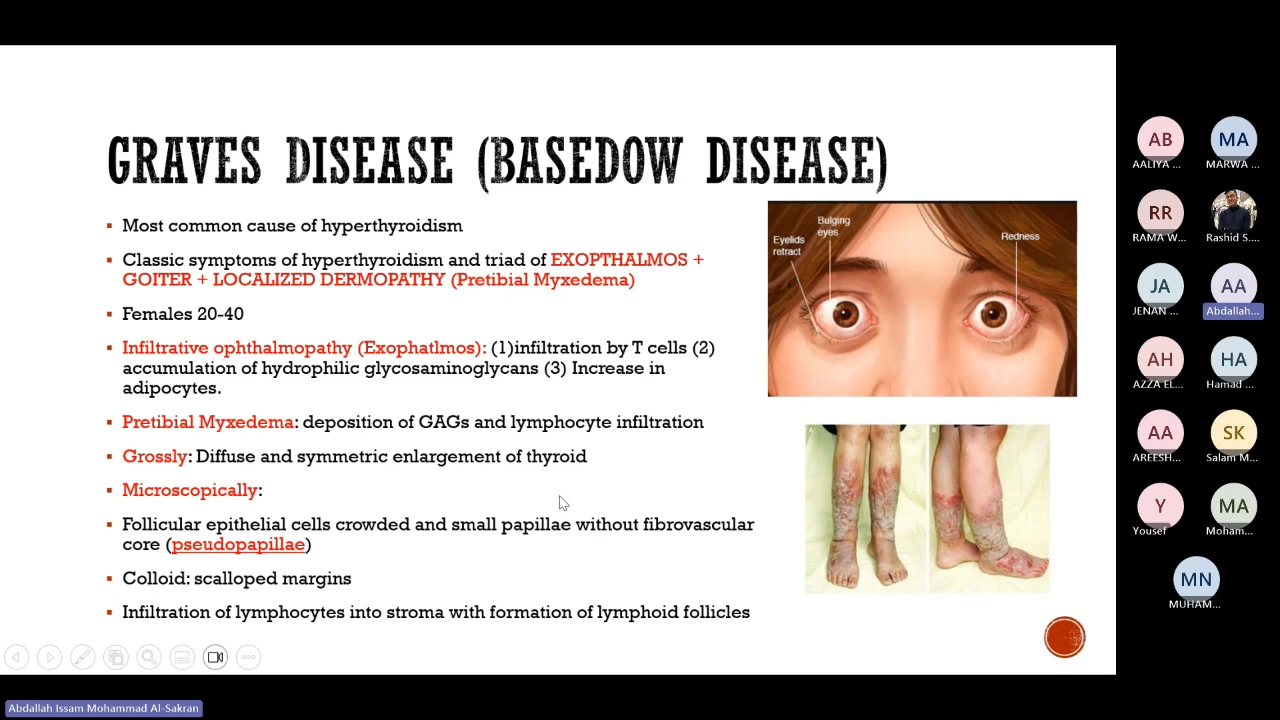 GRAVES DISEASE (BASEDOW DISEASE)
▪ Most common cause of hyperthyroidism
▪ Classic symptoms of hyperthyroidism and triad of EXOPTHALMOS +
GOITER + LOCALIZED DERMOPATHY (Pretibial Myxedema)
▪ Females 20-40
▪ Infiltrative ophthalmopathy (Exophatlmos): (1)infiltration by T cells (2)
accumulation of hydrophilic glycosaminoglycans (3) Increase in
adipocytes.
▪ Pretibial Myxedema: deposition of GAGs and lymphocyte infiltration
▪ Grossly: Diffuse and symmetric enlargement of thyroid
▪ Microscopically:
▪ Follicular epithelial cells crowded and small papillae without fibrovascular
core (pseudopapillae)
▪ Colloid: scalloped margins
▪ Infiltration of lymphocytes into stroma with formation of lymphoid follicles
Eyelids
retract
Bulging
eyes
Redness
AB
AALIYA ...
MA
MARWA ...
RR
RAMA W...
Rashid S....
JA
JENAN ...
AA
Abdallah...
AH
AZZA EL...
HA
Hamad ...
AA
AREESH...
SK
Salam M...
Y
Yousef
MA
Moham...
MN
MUHAM...
Abdallah Issam Mohammad Al-Sakran